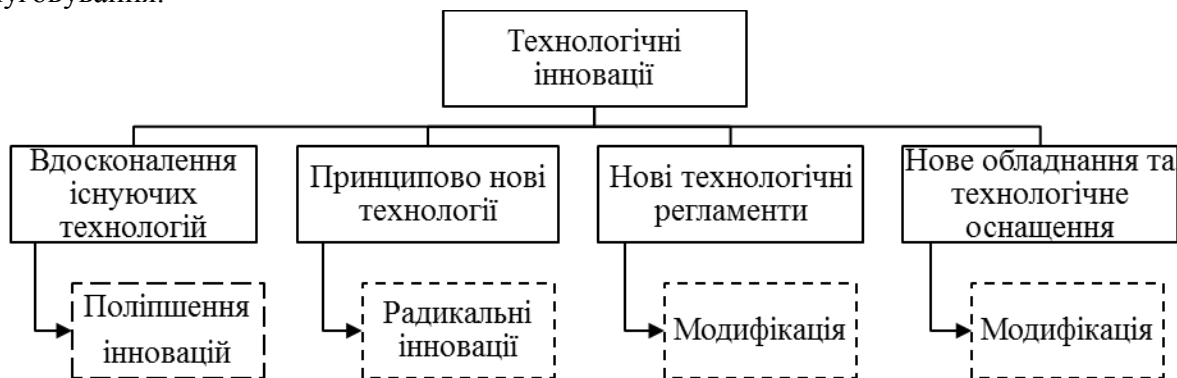 Технологічні
інновації
Вдосконалення
існуючих
технологій
Принципово нові
технології
Нові технологічні
регламенти
Нове обладнання та
технологічне
оснащення
Поліпшення
інновацій
Радикальні
інновації
Модифікація
Модифікація